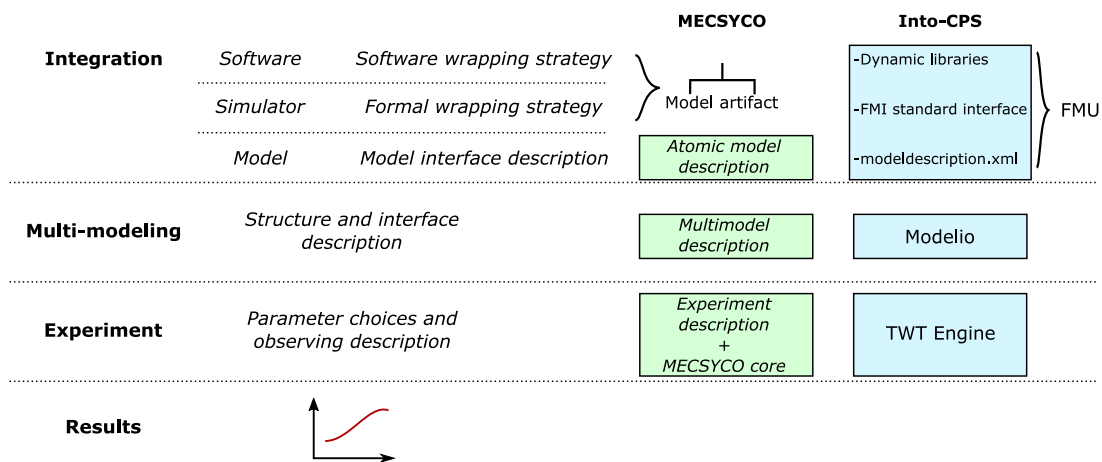 MECSYCO
Into-CPS
Integration
Software
Software wrapping strategy
Simulator
Formal wrapping strategy
Model
Model interface description
Model artifact
Atomic model
description
-Dynamic libraries
-FMI standard interface
-modeldescription.xml
FMU
Multi-modeling
Structure and interface
description
Multimodel
description
Modelio
Experiment
Parameter choices and
observing description
Experiment
description
+
MECSYCO core
TWT Engine
Results